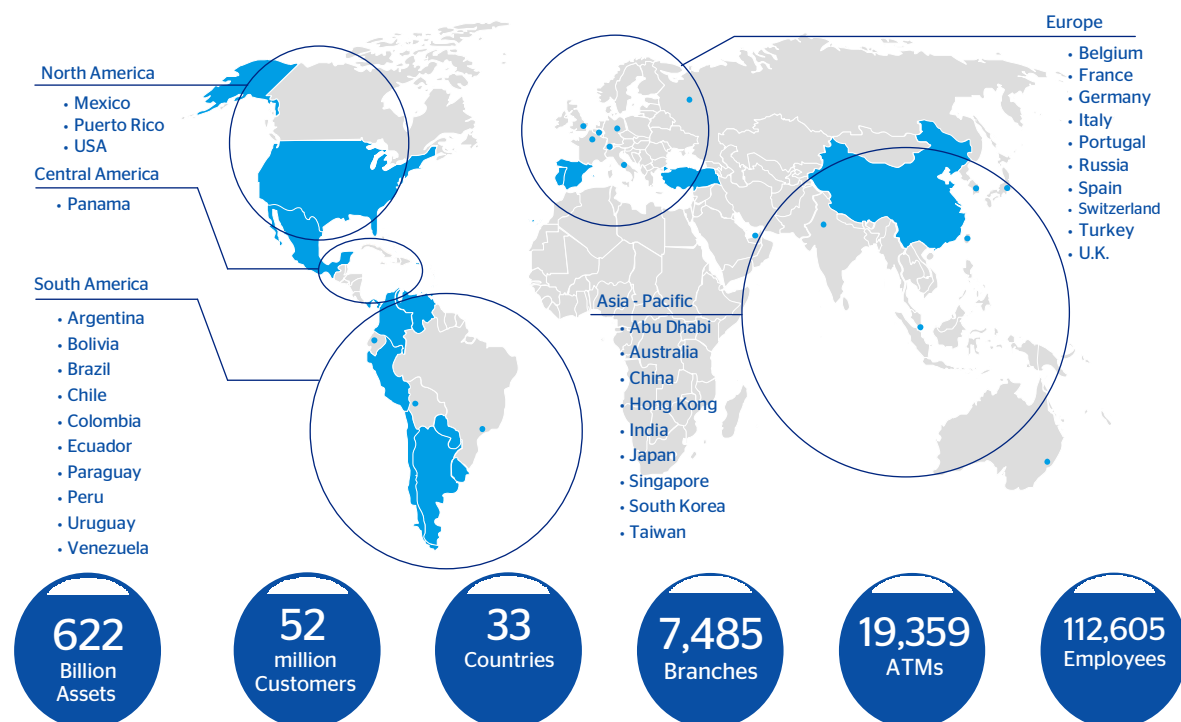 North America
• Mexico
• Puerto Rico
• USA
Central America
• Panama
South America
• Argentina
• Bolivia
• Brazil
• Chile
• Colombia
• Ecuador
• Paraguay
• Peru
• Uruguay
• Venezuela
Europe
• Belgium
• France
• Germany
• Italy
• Portugal
• Russia
• Spain
• Switzerland
• Turkey
• U.K.
Asia - Pacific
• Abu Dhabi
• Australia
• China
• Hong Kong
• India
• Japan
• Singapore
• South Korea
• Taiwan
622
Billion
Assets
52
million
Customers
33
Countries
7,485
Branches
19,359
ATMs
112,605
Employees